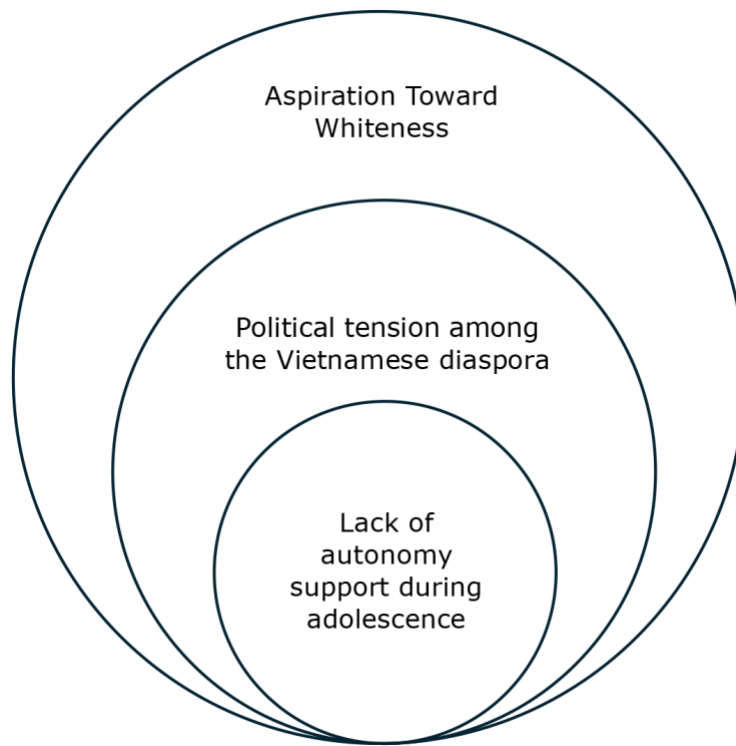 Aspiration Toward
Whiteness
Political tension among
the Vietnamese diaspora
Lack of
autonomy
support during
adolescence